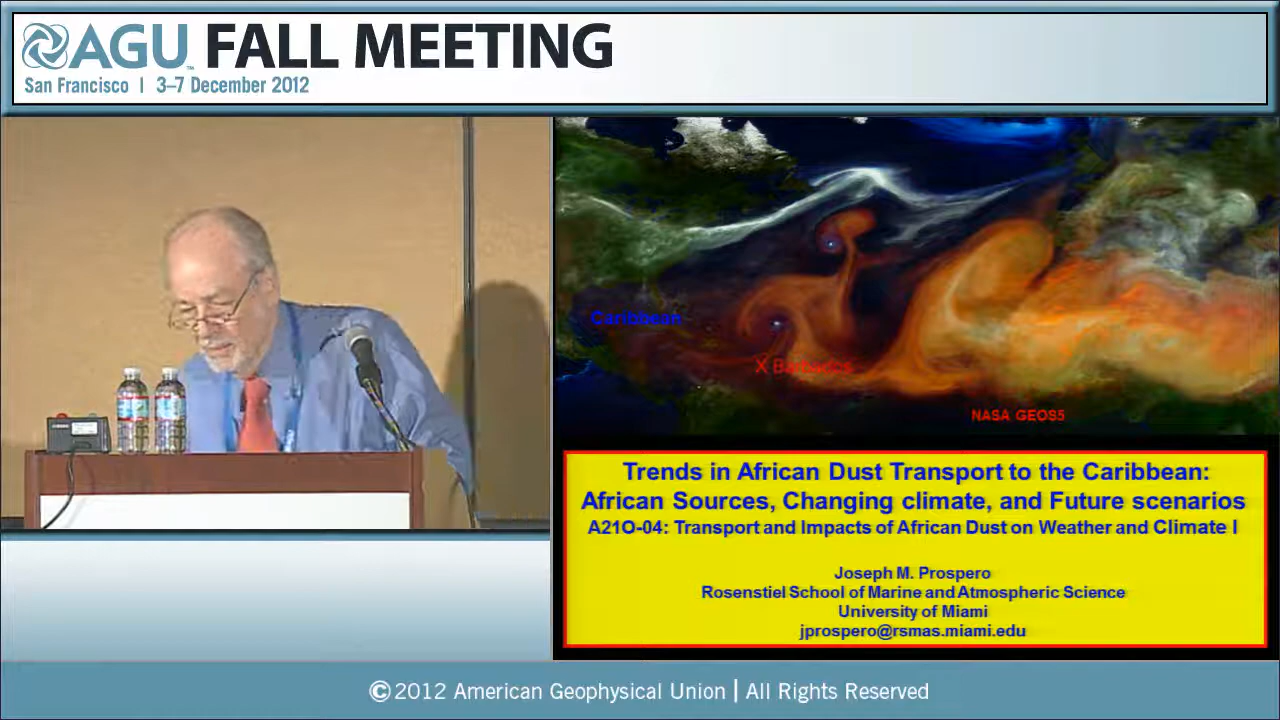 AGU FALL MEETING
San Francisco | 3–7 December 2012
Caribbean
X Barbados
NASA GEOS5
Trends in African Dust Transport to the Caribbean:
African Sources, Changing climate, and Future scenarios
A21O-04: Transport and Impacts of African Dust on Weather and Climate I
Joseph M. Prospero
Rosenstiel School of Marine and Atmospheric Science
University of Miami
jprospero@rsmas.miami.edu
©2012 American Geophysical Union | All Rights Reserved